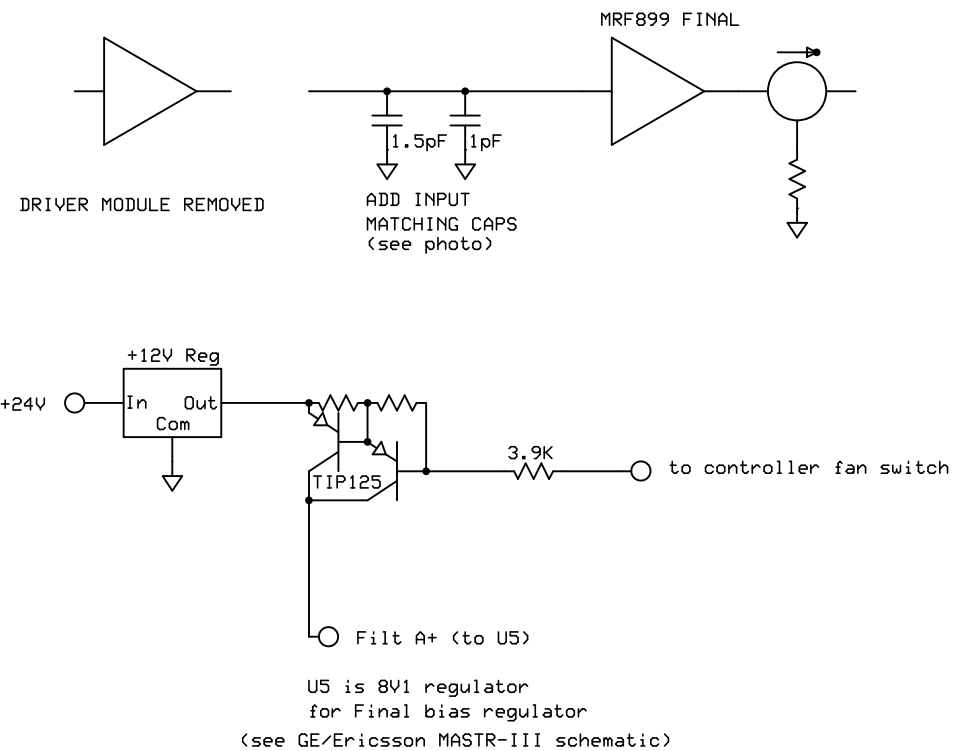 MRF899 FINAL
1.5pF
1pF
DRIVER MODULE REMOVED
ADD INPUT
MATCHING CAPS
(see photo)
+12V Reg
+24V
In
Out
Com
3.9K
to controller fan switch
TIP125
Filt A+ (to U5)
U5 is 8V1 regulator
for Final bias regulator
(see GE/Ericsson MASTR-III schematic)